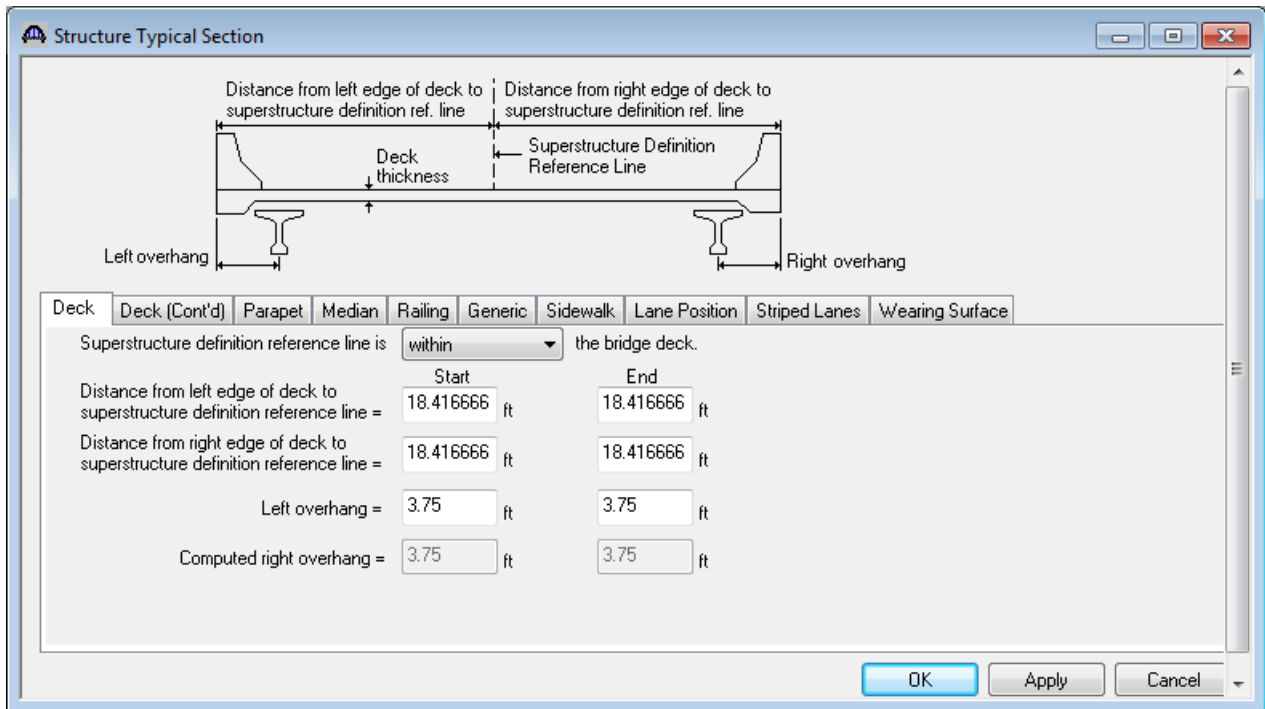 Structure Typical Section
Distance from left edge of deck to
superstructure definition ref. line
Distance from right edge of deck to
superstructure definition ref. line
Deck
thickness
Superstructure Definition
Reference Line
Left overhang
Right overhang
Deck Deck (Cont'd) Parapet Median Railing Generic Sidewalk Lane Position Striped Lanes Wearing Surface
Superstructure definition reference line is within the bridge deck.
Start End
Distance from left edge of deck to
superstructure definition reference line = 18.416666 ft 18.416666 ft
Distance from right edge of deck to
superstructure definition reference line = 18.416666 ft 18.416666 ft
Left overhang = 3.75 ft 3.75 ft
Computed right overhang = 3.75 ft 3.75 ft
OK Apply Cancel